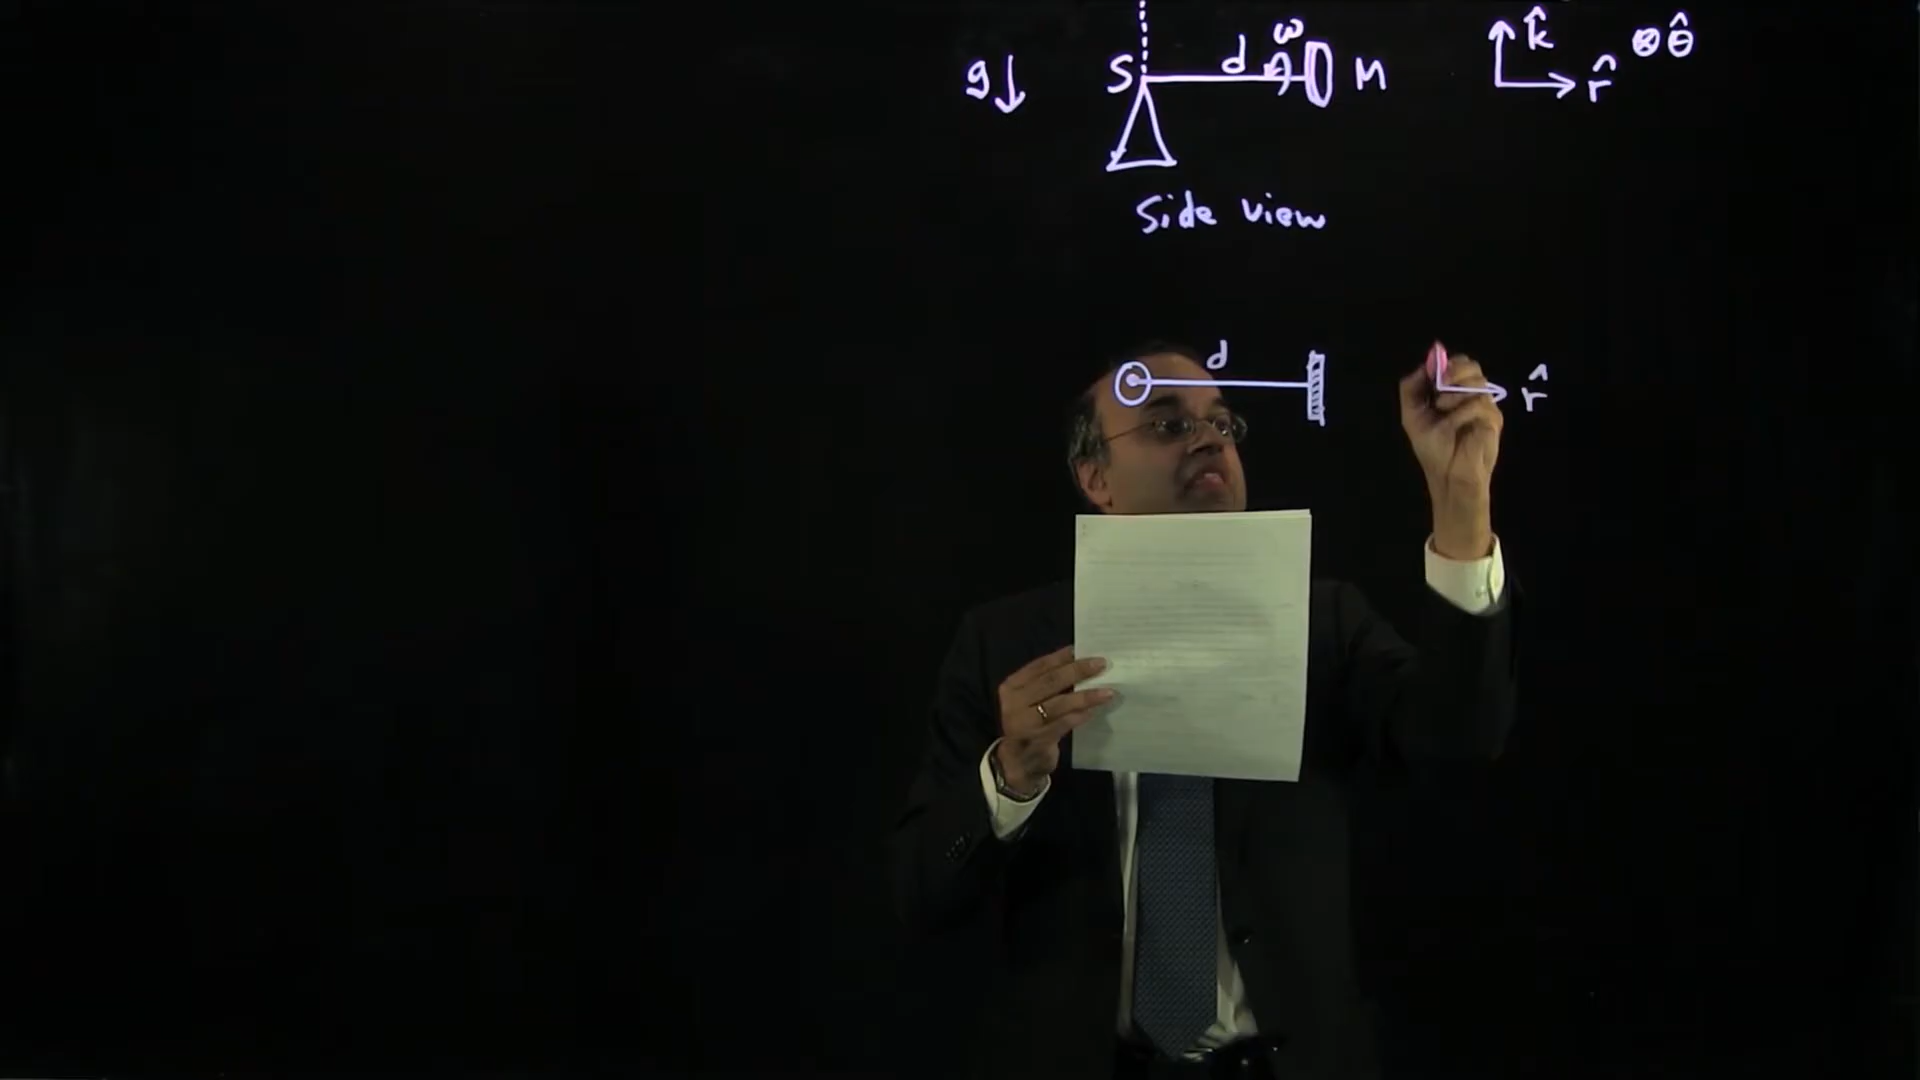 g↓ S d ω M k̂ r̂ ⊗ θ̂
Side view
d r̂